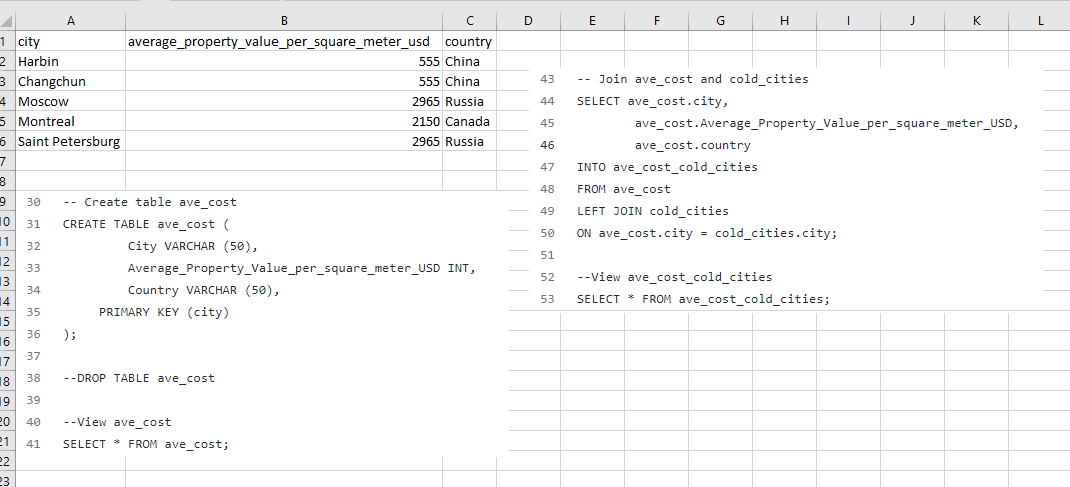 A B C D E F G H I J K L
1 city average_property_value_per_square_meter_usd country
2 Harbin 555 China
3 Changchun 555 China
4 Moscow 2965 Russia
5 Montreal 2150 Canada
6 Saint Petersburg 2965 Russia
7
8
9
10
11
12
13
14
15
16
17
18
19
20
21
22
23
30 -- Create table ave_cost
31 CREATE TABLE ave_cost (
32 City VARCHAR (50),
33 Average_Property_Value_per_square_meter_USD INT,
34 Country VARCHAR (50),
35 PRIMARY KEY (city)
36 );
37
38 --DROP TABLE ave_cost
39
40 --View ave_cost
41 SELECT * FROM ave_cost;
43 -- Join ave_cost and cold_cities
44 SELECT ave_cost.city,
45 ave_cost.Average_Property_Value_per_square_meter_USD,
46 ave_cost.country
47 INTO ave_cost_cold_cities
48 FROM ave_cost
49 LEFT JOIN cold_cities
50 ON ave_cost.city = cold_cities.city;
51
52 --View ave_cost_cold_cities
53 SELECT * FROM ave_cost_cold_cities;